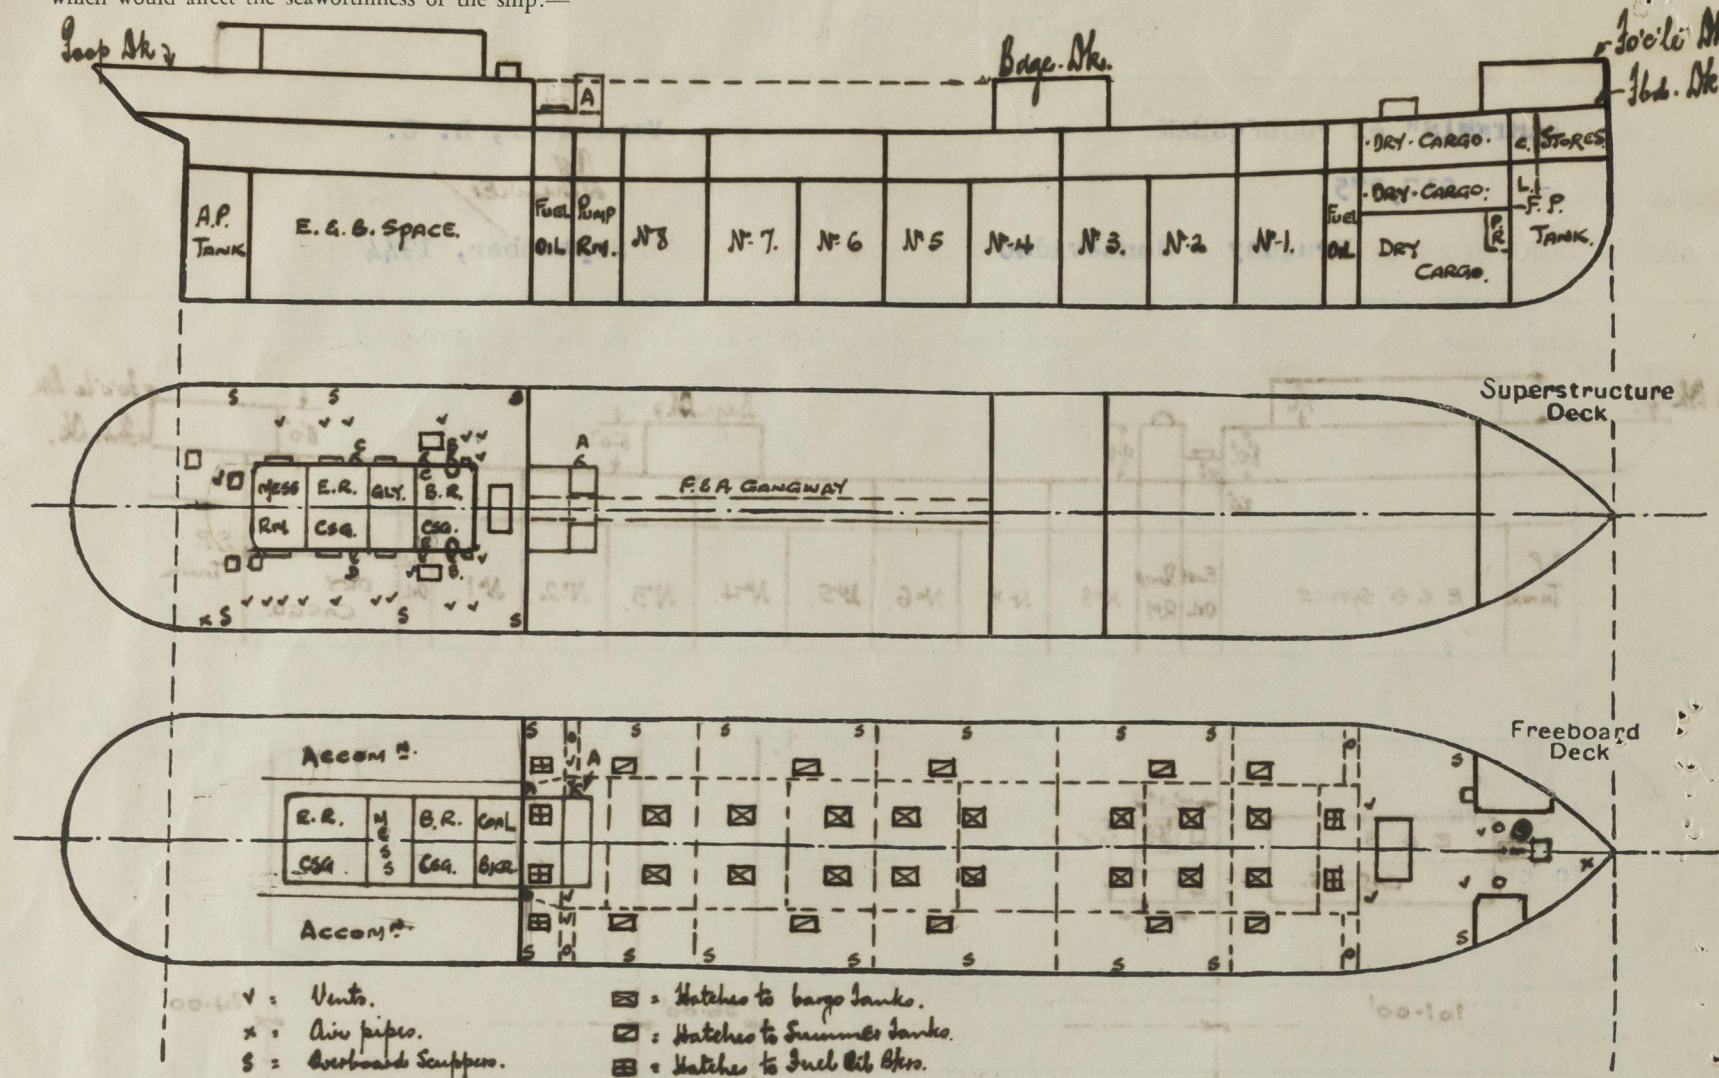 which would affect the seaworthiness of the ship:—
Poop Dk
Bdge. Dk.
Fo'c'le Dk
Fbd. Dk
A
A.P. TANK
E. & B. SPACE.
FUEL OIL
PUMP RM.
Nº 8
Nº 7.
Nº 6
Nº 5
Nº 4
Nº 3.
Nº 2
Nº 1.
FUEL OIL
DRY CARGO.
DRY CARGO.
DRY CARGO.
P. R.
C. L.
STORES
F. P. TANK.
Superstructure
Deck
S S
MESS RM
E.R. CSG.
GLY.
B.R. CSG.
A
F. & A. GANGWAY
x S S S
Freeboard
Deck
ACCOMN.
E.R. CSG
MESS
B.R. CSG.
COAL BKR
A
ACCOMN.
S S S S S S S S
S S S S S S S S
v = Vents.
x = Air pipes.
S = Overboard Scuppers.
= Hatches to Cargo Tanks.
= Hatches to Summer Tanks.
= Hatches to Fuel Oil Bkrs.